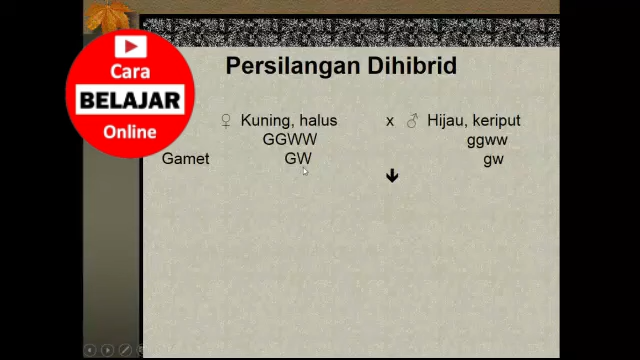 Persilangan Dihibrid
Cara
BELAJAR
Online
♀ Kuning, halus x ♂ Hijau, keriput
GGWW ggww
Gamet GW gw